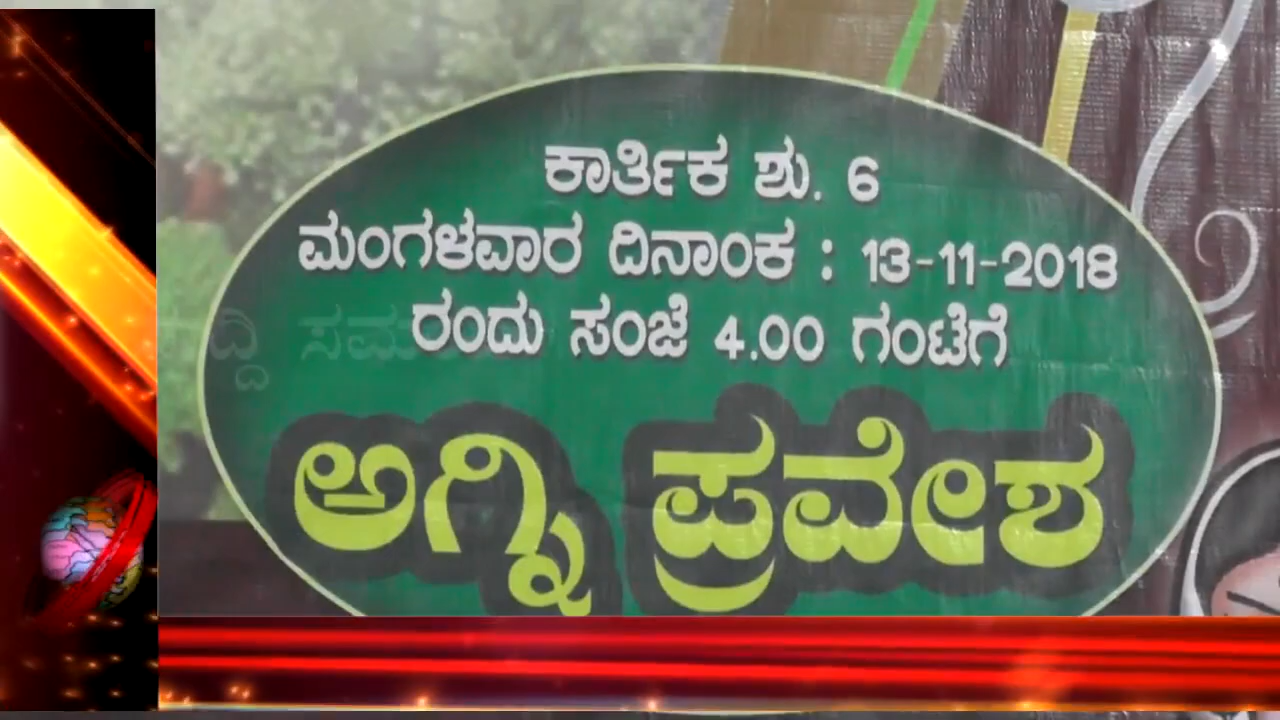 ಕಾರ್ತಿಕ ಶು. 6
ಮಂಗಳವಾರ ದಿನಾಂಕ : 13-11-2018
ರಂದು ಸಂಜೆ 4.00 ಗಂಟೆಗೆ
ಅಗ್ನಿ ಪ್ರವೇಶ